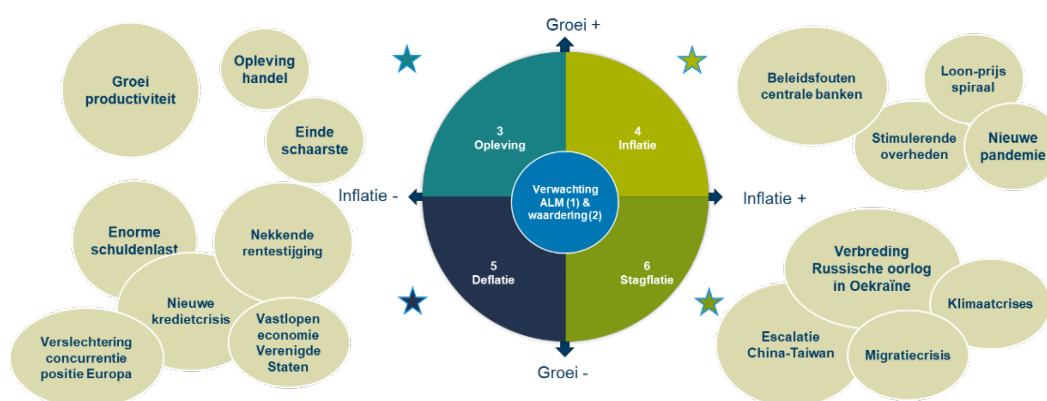 Groei +
Groei
productiviteit
Opleving
handel
Einde
schaarste
3
Opleving
4
Inflatie
Beleidsfouten
centrale banken
Loon-prijs
spiraal
Stimulerende
overheden
Nieuwe
pandemie
Inflatie -
Verwachting
ALM (1) &
waardering(2)
Inflatie +
Enorme
schuldenlast
Nekkende
rentestijging
Nieuwe
kredietcrisis
Verslechtering
concurrentie
positie Europa
Vastlopen
economie
Verenigde
Staten
5
Deflatie
6
Stagflatie
Verbreding
Russische oorlog
in Oekraïne
Klimaatcrises
Escalatie
China-Taiwan
Migratiecrisis
Groei -